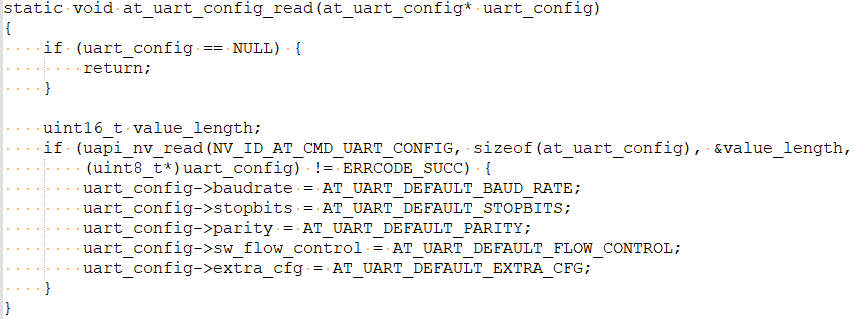 static void at_uart_config_read(at_uart_config* uart_config)
{
    if (uart_config == NULL) {
        return;
    }

    uint16_t value_length;
    if (uapi_nv_read(NV_ID_AT_CMD_UART_CONFIG, sizeof(at_uart_config), &value_length,
        (uint8_t*)uart_config) != ERRCODE_SUCC) {
        uart_config->baudrate = AT_UART_DEFAULT_BAUD_RATE;
        uart_config->stopbits = AT_UART_DEFAULT_STOPBITS;
        uart_config->parity = AT_UART_DEFAULT_PARITY;
        uart_config->sw_flow_control = AT_UART_DEFAULT_FLOW_CONTROL;
        uart_config->extra_cfg = AT_UART_DEFAULT_EXTRA_CFG;
    }
}